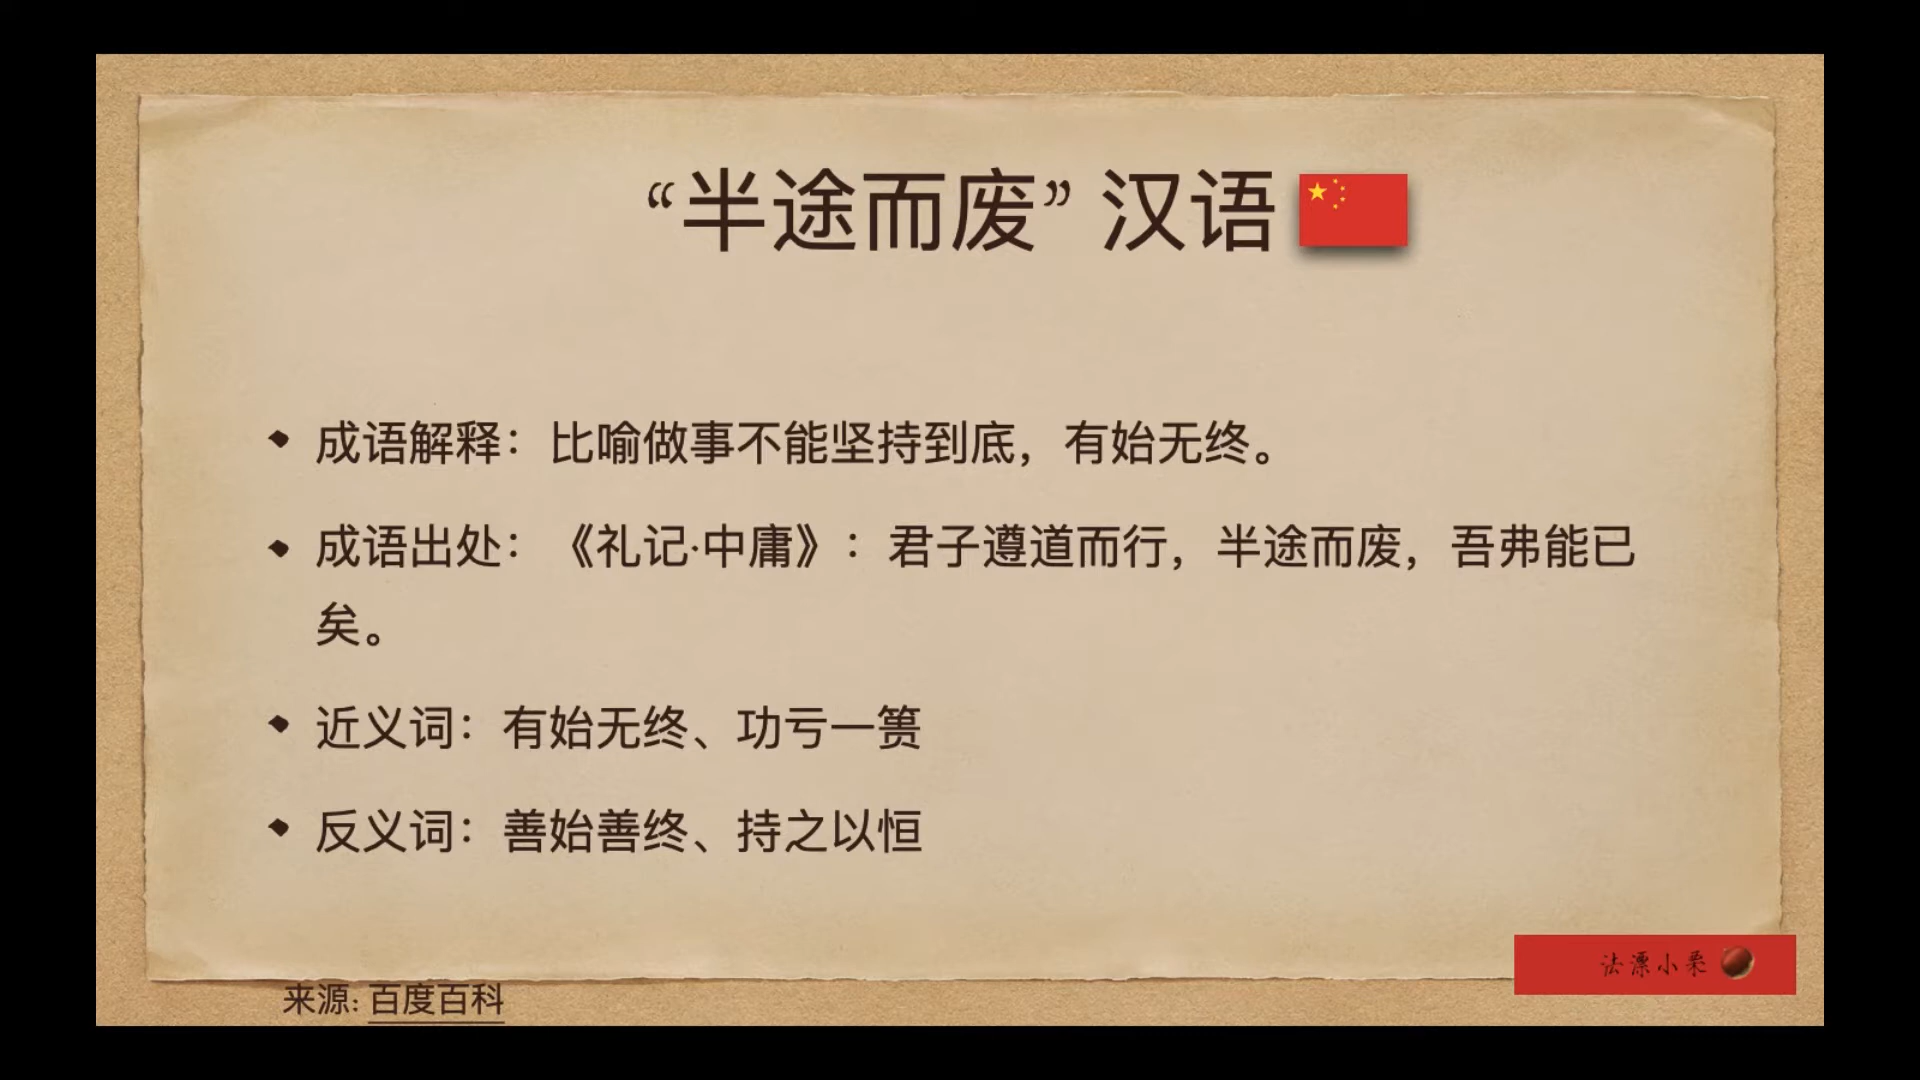 “半途而废” 汉语
成语解释：比喻做事不能坚持到底，有始无终。
成语出处：《礼记·中庸》：君子遵道而行，半途而废，吾弗能已
矣。
近义词：有始无终、功亏一篑
反义词：善始善终、持之以恒
法漂小栗
来源: 百度百科